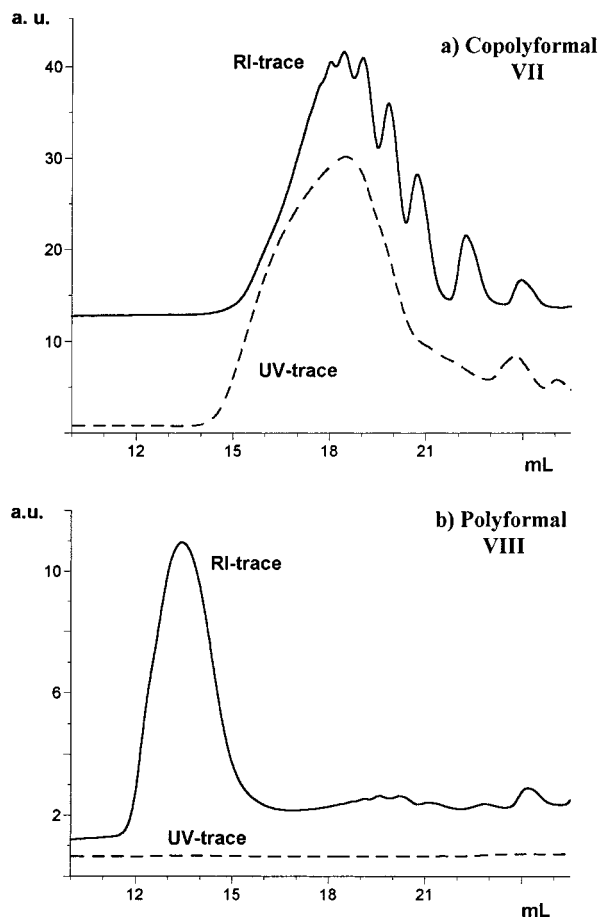 a. u.
a) Copolyformal
VII
RI-trace
40
30
20
UV-trace
10
12 15 18 21
mL
a.u.
b) Polyformal
VIII
RI-trace
10
6
2
UV-trace
12 15 18 21
mL